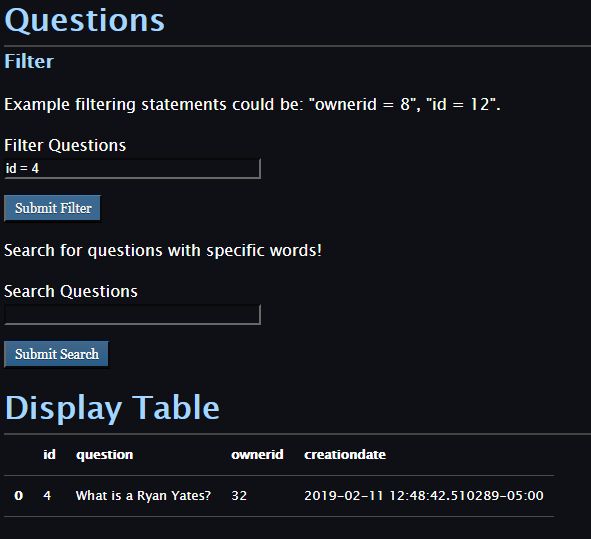 Questions
Filter
Example filtering statements could be: "ownerid = 8", "id = 12".
Filter Questions
id = 4
Submit Filter
Search for questions with specific words!
Search Questions
Submit Search
Display Table
id question ownerid creationdate
0 4 What is a Ryan Yates? 32 2019-02-11 12:48:42.510289-05:00